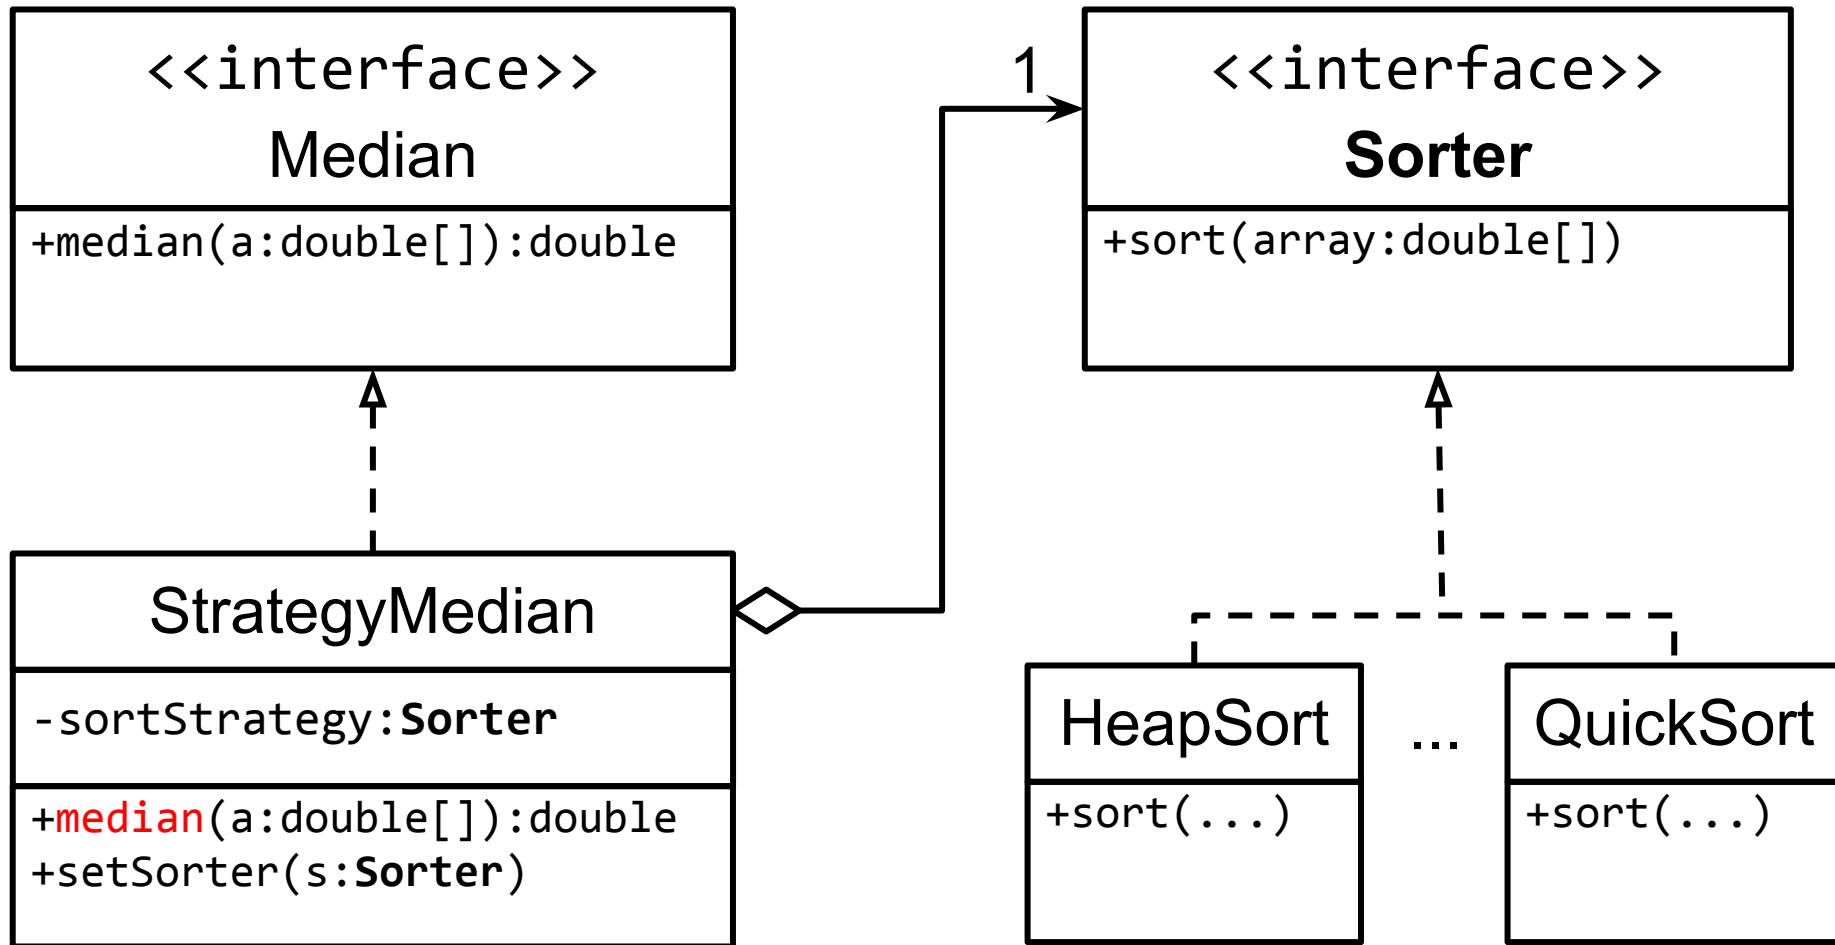 <<interface>>
Median
+median(a:double[]):double
1
<<interface>>
Sorter
+sort(array:double[])
StrategyMedian
-sortStrategy:Sorter
+median(a:double[]):double
+setSorter(s:Sorter)
HeapSort
+sort(...)
...
QuickSort
+sort(...)